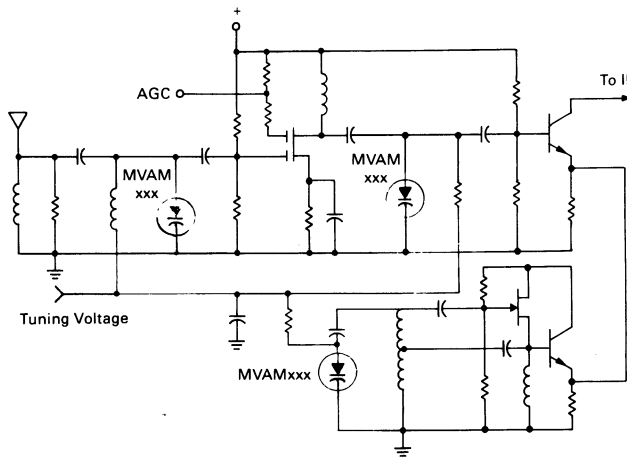 +
AGC
To I
MVAM
xxx
MVAM
xxx
Tuning Voltage
MVAMxxx